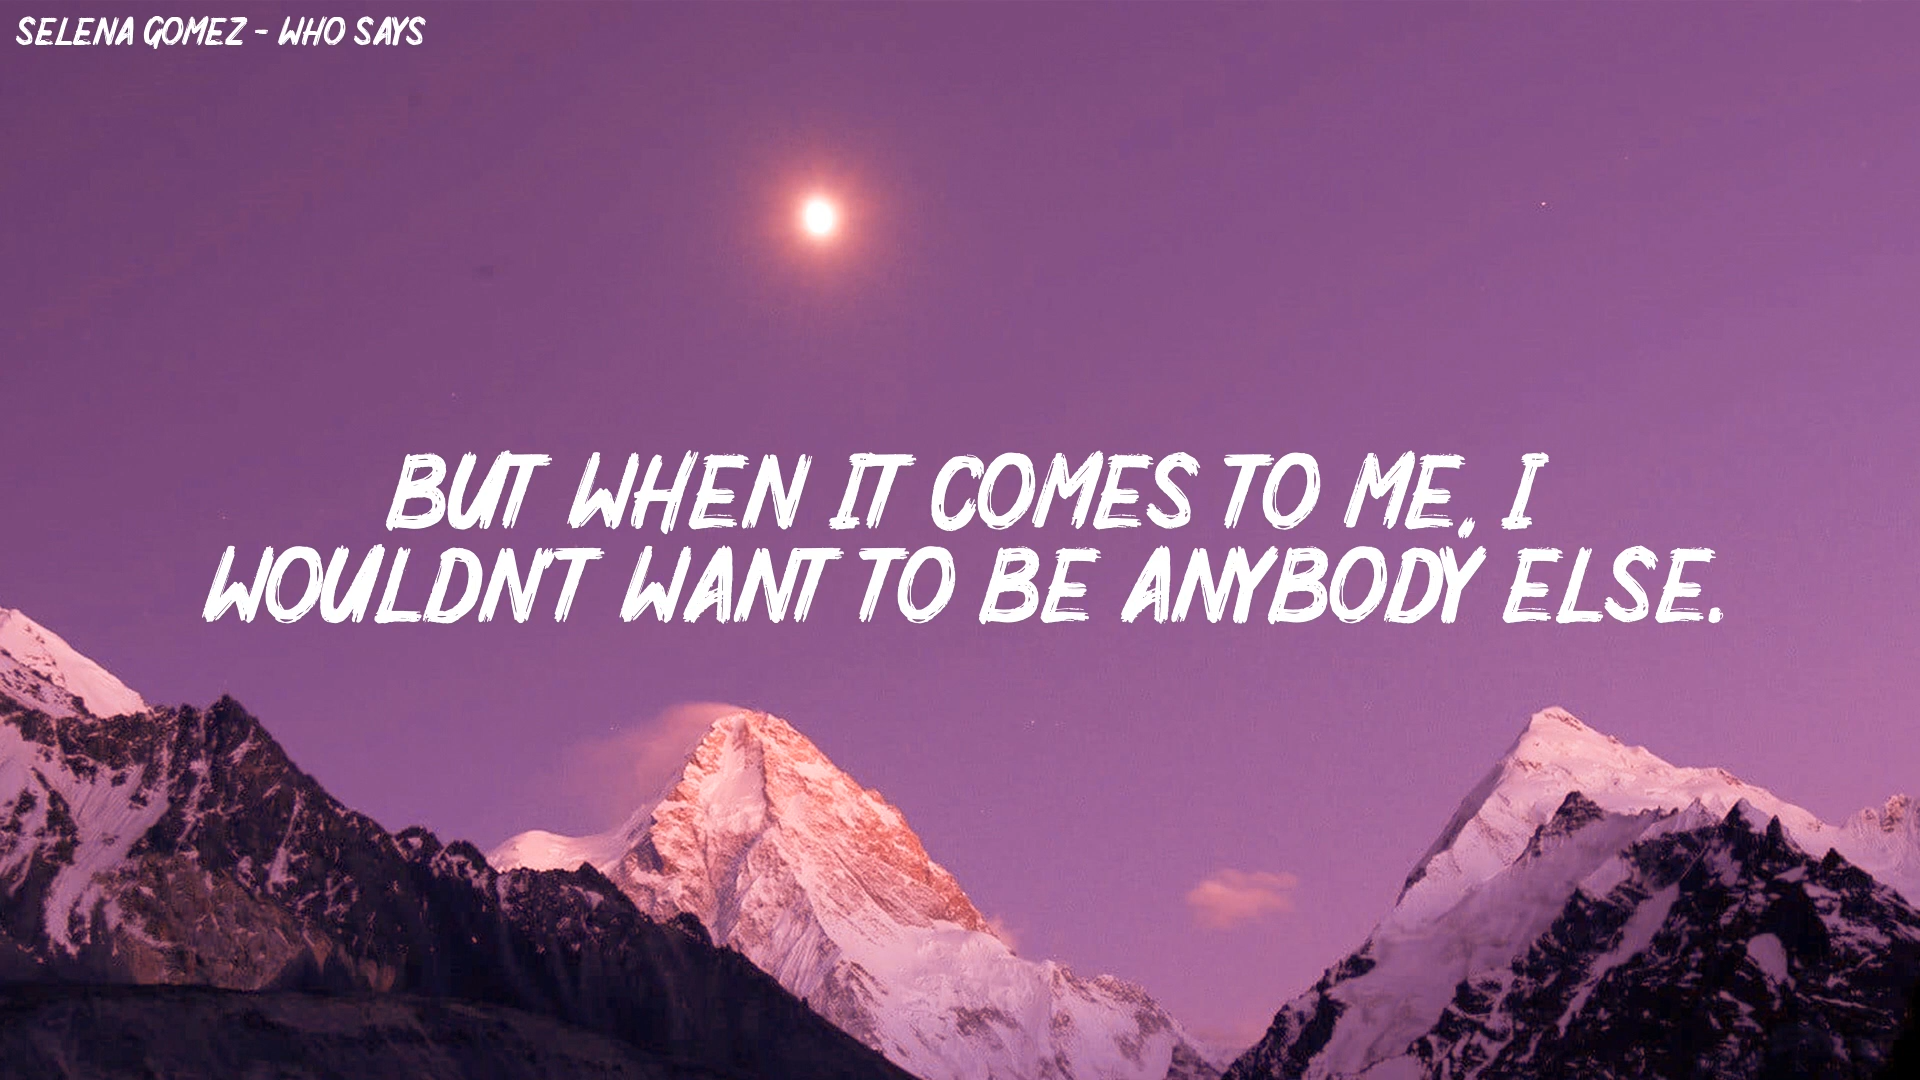 SELENA GOMEZ - WHO SAYS
BUT WHEN IT COMES TO ME, I
WOULDN'T WANT TO BE ANYBODY ELSE.